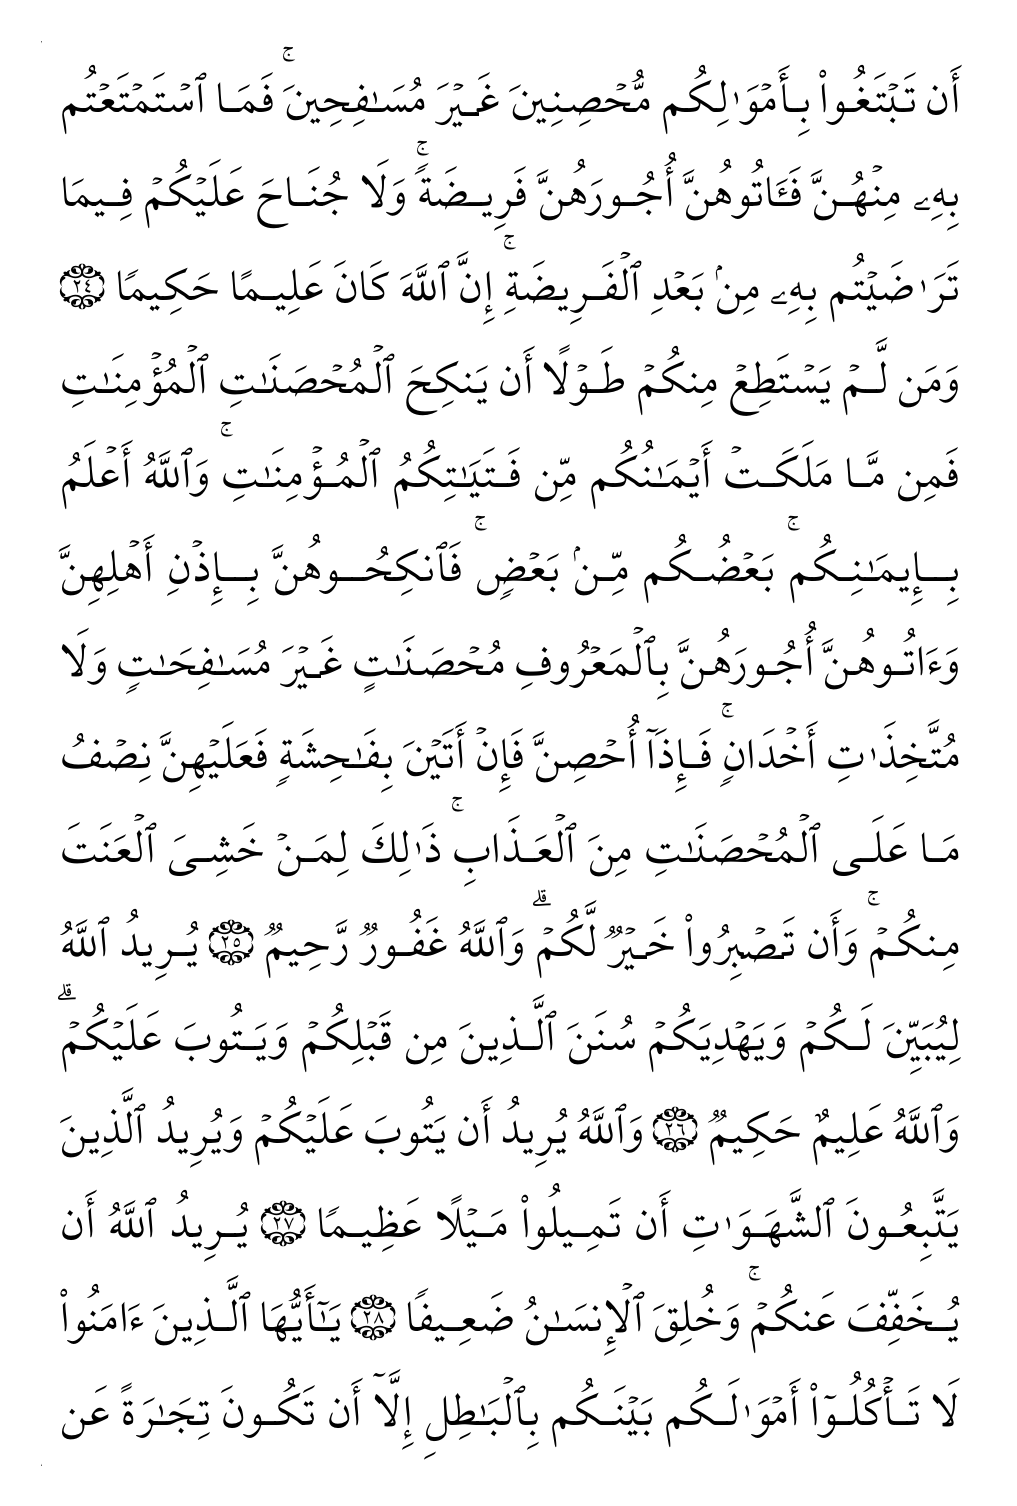 أَن تَبۡتَغُواْ بِأَمۡوَٰلِكُم مُّحۡصِنِينَ غَيۡرَ مُسَٰفِحِينَۚ فَمَا ٱسۡتَمۡتَعۡتُم
بِهِۦ مِنۡهُنَّ فَـَٔاتُوهُنَّ أُجُورَهُنَّ فَرِيضَةٗۚ وَلَا جُنَاحَ عَلَيۡكُمۡ فِيمَا
تَرَٰضَيۡتُم بِهِۦ مِنۢ بَعۡدِ ٱلۡفَرِيضَةِۚ إِنَّ ٱللَّهَ كَانَ عَلِيمًا حَكِيمٗا ٢٤
وَمَن لَّمۡ يَسۡتَطِعۡ مِنكُمۡ طَوۡلًا أَن يَنكِحَ ٱلۡمُحۡصَنَٰتِ ٱلۡمُؤۡمِنَٰتِ
فَمِن مَّا مَلَكَتۡ أَيۡمَٰنُكُم مِّن فَتَيَٰتِكُمُ ٱلۡمُؤۡمِنَٰتِۚ وَٱللَّهُ أَعۡلَمُ
بِإِيمَٰنِكُمۚ بَعۡضُكُم مِّنۢ بَعۡضٖۚ فَٱنكِحُوهُنَّ بِإِذۡنِ أَهۡلِهِنَّ
وَءَاتُوهُنَّ أُجُورَهُنَّ بِٱلۡمَعۡرُوفِ مُحۡصَنَٰتٍ غَيۡرَ مُسَٰفِحَٰتٖ وَلَا
مُتَّخِذَٰتِ أَخۡدَانٖۚ فَإِذَآ أُحۡصِنَّ فَإِنۡ أَتَيۡنَ بِفَٰحِشَةٖ فَعَلَيۡهِنَّ نِصۡفُ
مَا عَلَى ٱلۡمُحۡصَنَٰتِ مِنَ ٱلۡعَذَابِۚ ذَٰلِكَ لِمَنۡ خَشِيَ ٱلۡعَنَتَ
مِنكُمۡۚ وَأَن تَصۡبِرُواْ خَيۡرٞ لَّكُمۡۗ وَٱللَّهُ غَفُورٞ رَّحِيمٞ ٢٥ يُرِيدُ ٱللَّهُ
لِيُبَيِّنَ لَكُمۡ وَيَهۡدِيَكُمۡ سُنَنَ ٱلَّذِينَ مِن قَبۡلِكُمۡ وَيَتُوبَ عَلَيۡكُمۡۗ
وَٱللَّهُ عَلِيمٌ حَكِيمٞ ٢٦ وَٱللَّهُ يُرِيدُ أَن يَتُوبَ عَلَيۡكُمۡ وَيُرِيدُ ٱلَّذِينَ
يَتَّبِعُونَ ٱلشَّهَوَٰتِ أَن تَمِيلُواْ مَيۡلًا عَظِيمٗا ٢٧ يُرِيدُ ٱللَّهُ أَن
يُخَفِّفَ عَنكُمۡۚ وَخُلِقَ ٱلۡإِنسَٰنُ ضَعِيفٗا ٢٨ يَٰٓأَيُّهَا ٱلَّذِينَ ءَامَنُواْ
لَا تَأۡكُلُوٓاْ أَمۡوَٰلَكُم بَيۡنَكُم بِٱلۡبَٰطِلِ إِلَّآ أَن تَكُونَ تِجَٰرَةً عَن